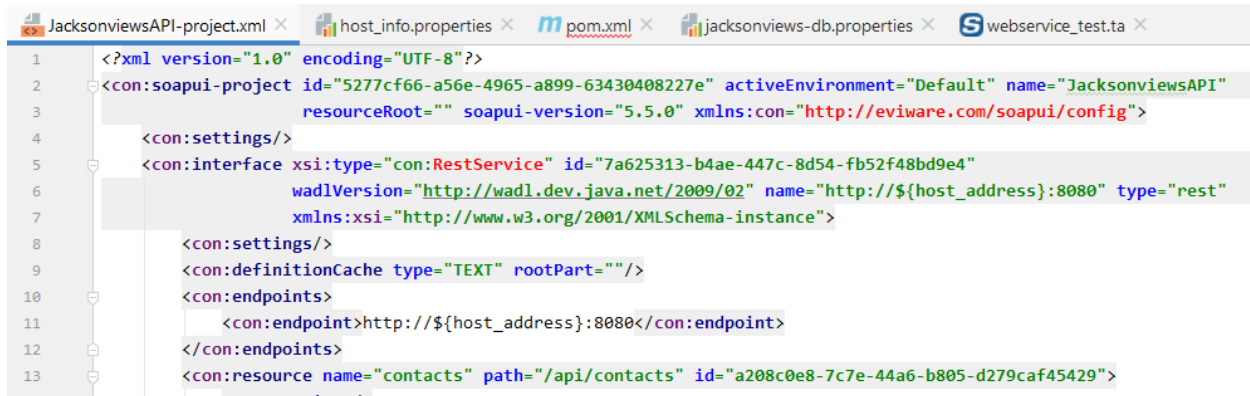 JacksonviewsAPI-project.xml host_info.properties pom.xml jacksonviews-db.properties webservice_test.ta
1 <?xml version="1.0" encoding="UTF-8"?>
2 <con:soapui-project id="5277cf66-a56e-4965-a899-63430408227e" activeEnvironment="Default" name="JacksonviewsAPI"
3 resourceRoot="" soapui-version="5.5.0" xmlns:con="http://eviware.com/soapui/config">
4 <con:settings/>
5 <con:interface xsi:type="con:RestService" id="7a625313-b4ae-447c-8d54-fb52f48bd9e4"
6 wadlVersion="http://wadl.dev.java.net/2009/02" name="http://${host_address}:8080" type="rest"
7 xmlns:xsi="http://www.w3.org/2001/XMLSchema-instance">
8 <con:settings/>
9 <con:definitionCache type="TEXT" rootPart=""/>
10 <con:endpoints>
11 <con:endpoint>http://${host_address}:8080</con:endpoint>
12 </con:endpoints>
13 <con:resource name="contacts" path="/api/contacts" id="a208c0e8-7c7e-44a6-b805-d279caf45429">